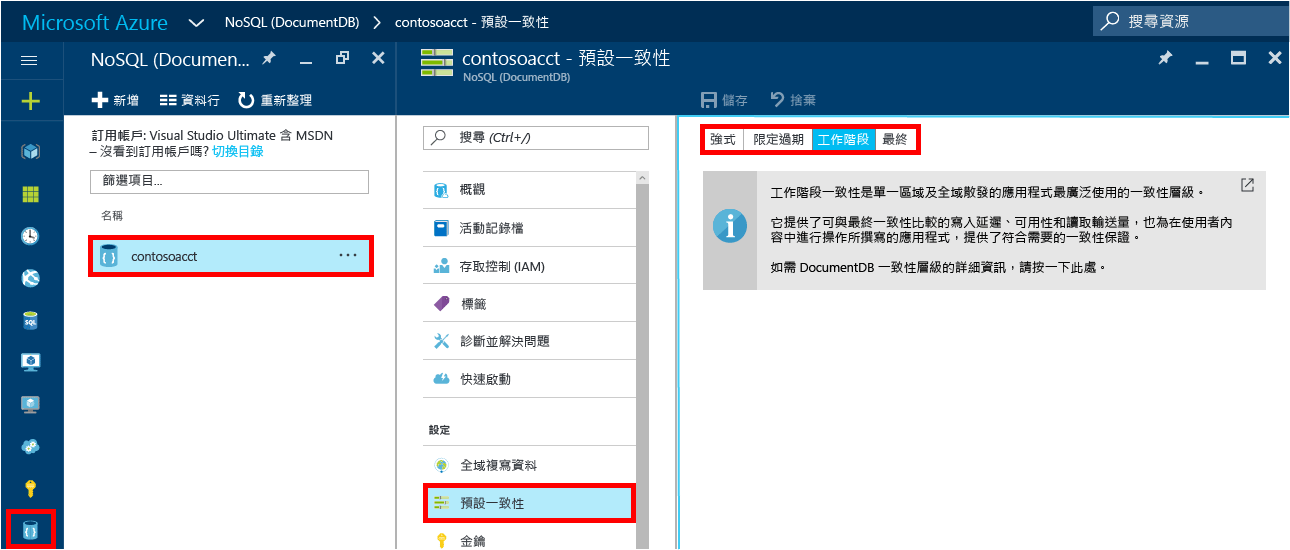 Microsoft Azure
NoSQL (DocumentDB)
contosoacct - 預設一致性
搜尋資源
NoSQL (Documen...
新增
資料行
重新整理
訂用帳戶: Visual Studio Ultimate 含 MSDN
– 沒看到訂用帳戶嗎? 切換目錄
篩選項目...
名稱
contosoacct
...
contosoacct - 預設一致性
NoSQL (DocumentDB)
搜尋 (Ctrl+/)
概觀
活動記錄檔
存取控制 (IAM)
標籤
診斷並解決問題
快速啟動
設定
全域複寫資料
預設一致性
金鑰
儲存
捨棄
強式
限定過期
工作階段
最終
工作階段一致性是單一區域及全域散發的應用程式最廣泛使用的一致性層級。
它提供了可與最終一致性比較的寫入延遲、可用性和讀取輸送量，也為在使用者內
容中進行操作所撰寫的應用程式，提供了符合需要的一致性保證。
如需 DocumentDB 一致性層級的詳細資訊，請按一下此處。
SQL